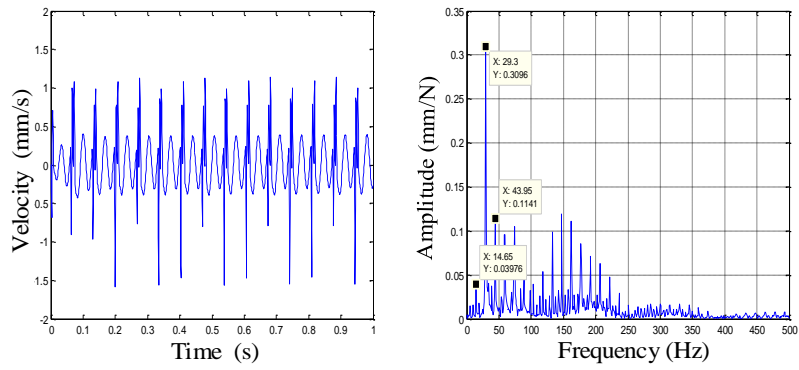 2
1.5
1
0.5
0
0.5
1
1.5
-2
Velocity (mm/s)
0 0.1 0.2 0.3 0.4 0.5 0.6 0.7 0.8 0.9 1
Time (s)
0.35
0.3
0.25
0.2
0.15
0.1
0.05
0
Amplitude (mm/N)
X: 29.3
Y: 0.3096
X: 43.95
Y: 0.1141
X: 14.65
Y: 0.03976
0 50 100 150 200 250 300 350 400 450 500
Frequency (Hz)